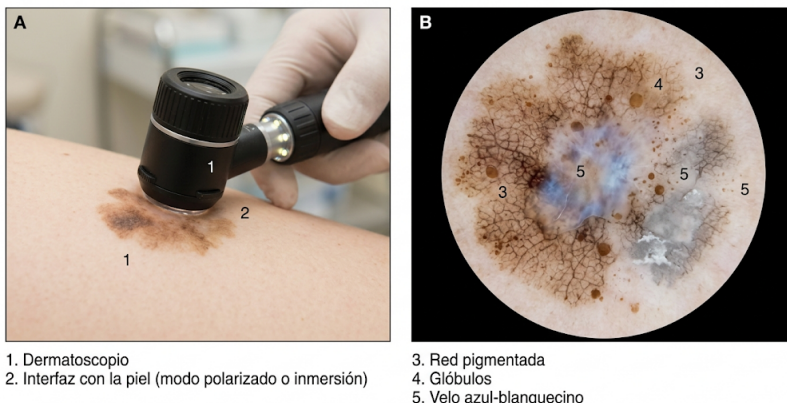 A
B
1
2
1
3
4
5
5
5
3
1. Dermatoscopio
2. Interfaz con la piel (modo polarizado o inmersión)
3. Red pigmentada
4. Glóbulos
5. Velo azul-blanquecino